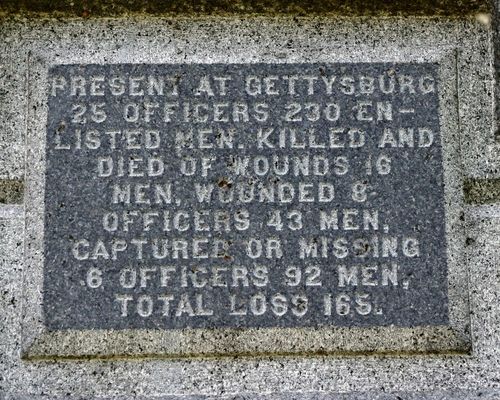 PRESENT AT GETTYSBURG
25 OFFICERS 230 EN-
LISTED MEN. KILLED AND
DIED OF WOUNDS 16
MEN, WOUNDED 8
OFFICERS 43 MEN,
CAPTURED OR MISSING
6 OFFICERS 92 MEN,
TOTAL LOSS 165.